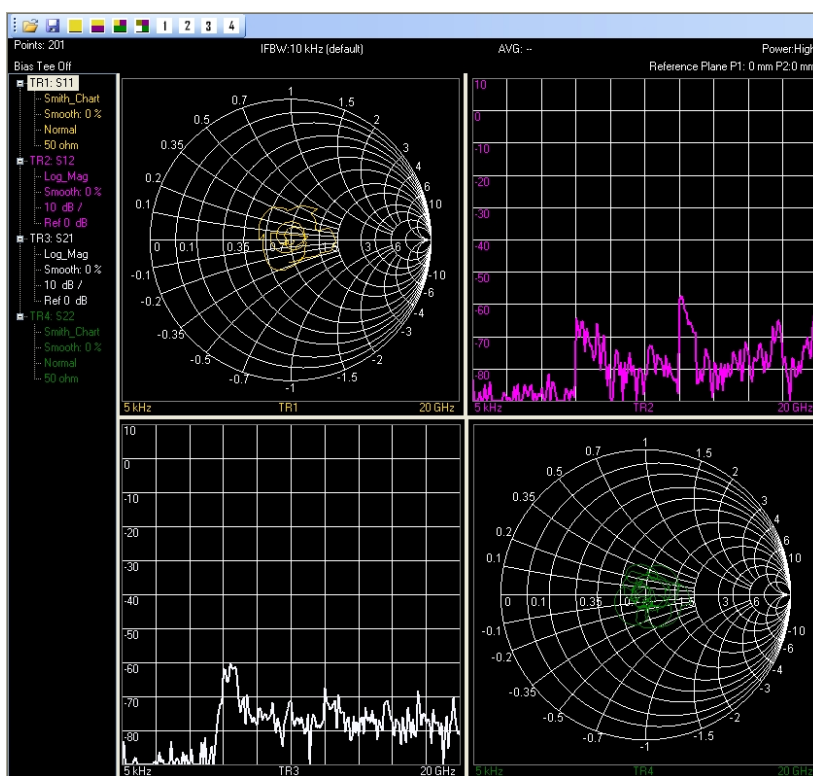 1 2 3 4
Points: 201 IFBW:10 kHz (default) AVG: -- Power:High
Bias Tee Off Reference Plane P1: 0 mm P2:0 mm
TR1: S11
Smith_Chart
Smooth: 0 %
Normal
50 ohm
TR2: S12
Log_Mag
Smooth: 0 %
10 dB /
Ref 0 dB
TR3: S21
Log_Mag
Smooth: 0 %
10 dB /
Ref 0 dB
TR4: S22
Smith_Chart
Smooth: 0 %
Normal
50 ohm
1
0.7 1.5
0.5 2
0.35 3
4
0.2 6
0.1 10
0 0.1 0.35 0.7 1.5 3 6
-0.1 -10
-0.2 -6
-4
-0.35 -3
-0.5 -2
-0.7 -1.5
-1
5 kHz TR1 20 GHz
10
0
-10
-20
-30
-40
-50
-60
-70
-80
5 kHz TR2 20 GHz
10
0
-10
-20
-30
-40
-50
-60
-70
-80
5 kHz TR3 20 GHz
1
0.7 1.5
0.5 2
0.35 3
4
0.2 6
0.1 10
0 0.1 0.35 1.5 3 6
-0.1 -10
-0.2 -6
-4
-0.35 -3
-0.5 -2
-0.7 -1.5
-1
5 kHz TR4 20 GHz